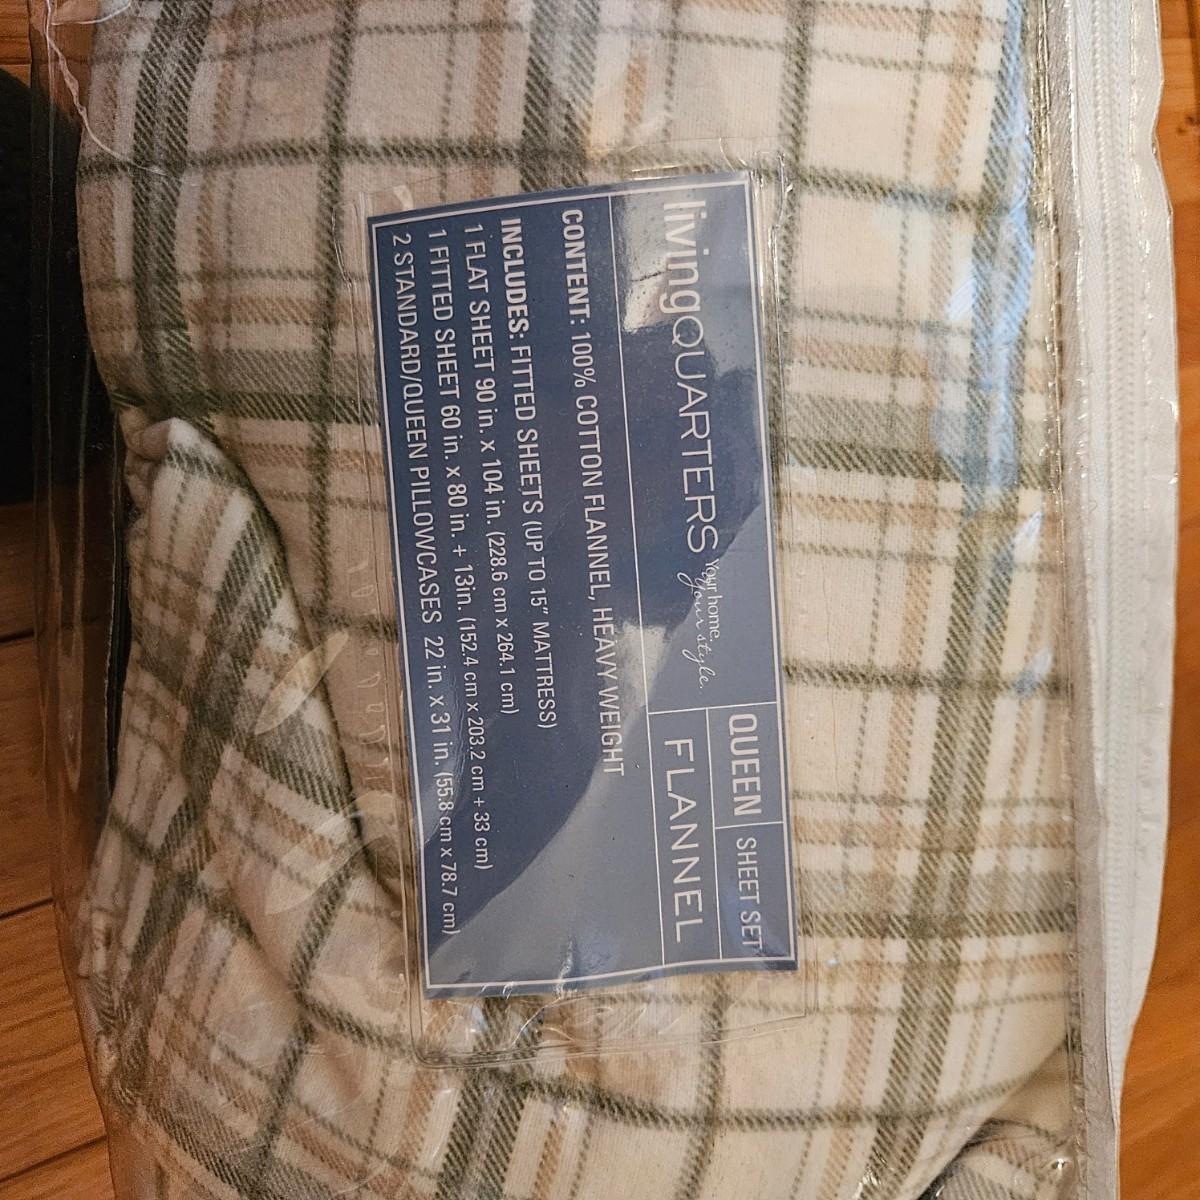 livingQUARTERS Your home. Your style.
QUEEN SHEET SET
FLANNEL
CONTENT: 100% COTTON FLANNEL, HEAVY WEIGHT
INCLUDES: FITTED SHEETS (UP TO 15" MATTRESS)
1 FLAT SHEET 90 in. x 104 in. (228.6 cm x 264.1 cm)
1 FITTED SHEET 60 in. x 80 in. + 13in. (152.4 cm x 203.2 cm + 33 cm)
2 STANDARD/QUEEN PILLOWCASES 22 in. x 31 in. (55.8 cm x 78.7 cm)